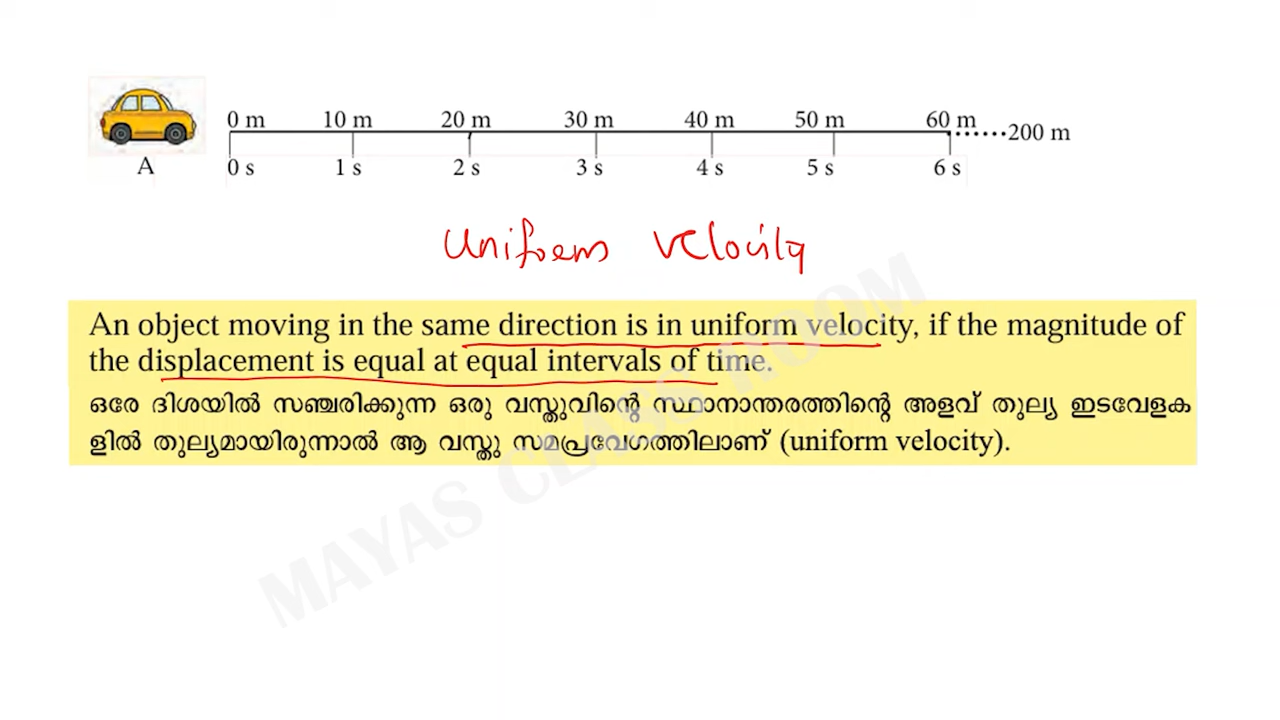 0 m 10 m 20 m 30 m 40 m 50 m 60 m
......200 m
0 s 1 s 2 s 3 s 4 s 5 s 6 s
A
uniform velocity
An object moving in the same direction is in uniform velocity, if the magnitude of
the displacement is equal at equal intervals of time.
ഒരേ ദിശയിൽ സഞ്ചരിക്കുന്ന ഒരു വസ്തുവിന്റെ സ്ഥാനാന്തരത്തിന്റെ അളവ് തുല്യ ഇടവേളക
ളിൽ തുല്യമായിരുന്നാൽ ആ വസ്തു സമപ്രവേഗത്തിലാണ് (uniform velocity).
MAYAS CLASS ROOM